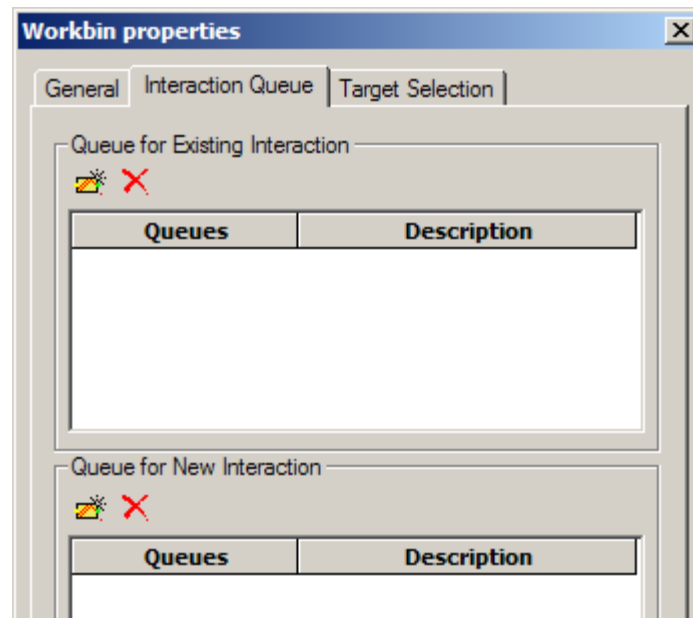 Workbin properties
General Interaction Queue Target Selection
Queue for Existing Interaction
Queues Description
Queue for New Interaction
Queues Description